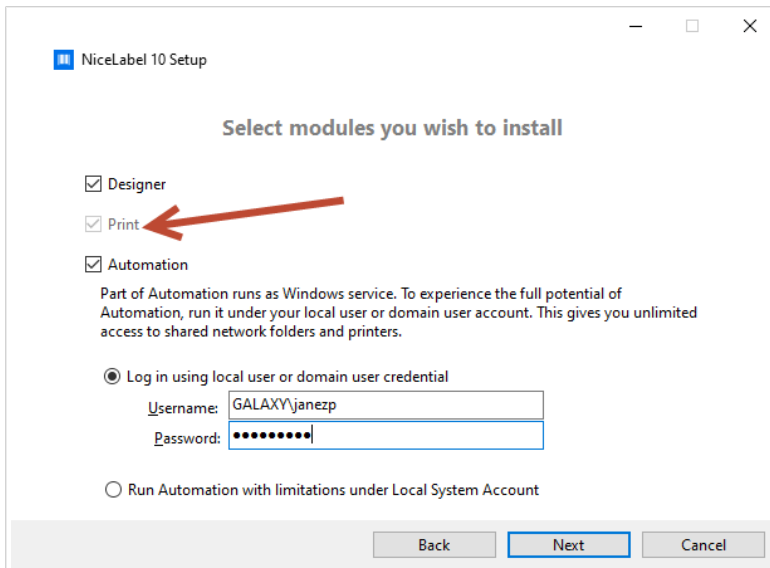 NiceLabel 10 Setup
Select modules you wish to install
Designer
Print
Automation
Part of Automation runs as Windows service. To experience the full potential of
Automation, run it under your local user or domain user account. This gives you unlimited
access to shared network folders and printers.
Log in using local user or domain user credential
Username: GALAXY\janezp
Password: ●●●●●●●●●
Run Automation with limitations under Local System Account
Back Next Cancel